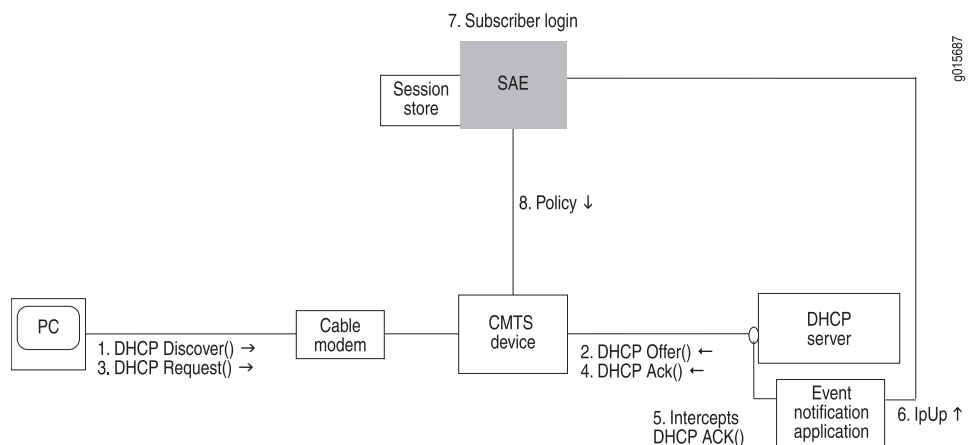 7. Subscriber login
g015687
Session
store
SAE
8. Policy ↓
PC
Cable
modem
CMTS
device
DHCP
server
1. DHCP Discover() →
3. DHCP Request() →
2. DHCP Offer() ←
4. DHCP Ack() ←
5. Intercepts
DHCP ACK()
Event
notification
application
6. IpUp ↑